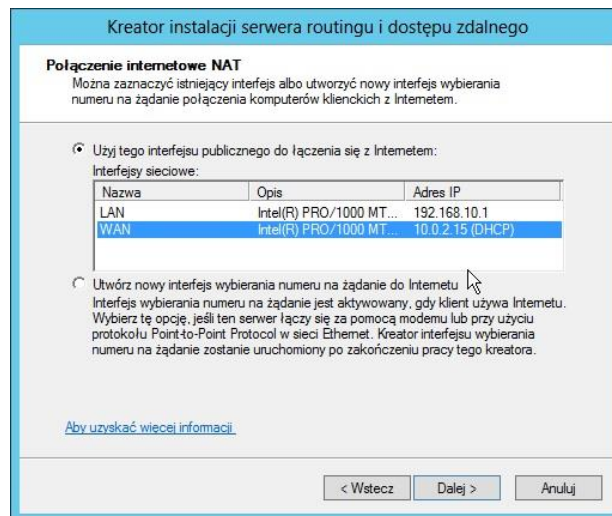 Kreator instalacji serwera routingu i dostępu zdalnego
Połączenie internetowe NAT
Można zaznaczyć istniejący interfejs albo utworzyć nowy interfejs wybierania
numeru na żądanie połączenia komputerów klienckich z Internetem.
Użyj tego interfejsu publicznego do łączenia się z Internetem:
Interfejsy sieciowe:
Nazwa Opis Adres IP
LAN Intel(R) PRO/1000 MT... 192.168.10.1
WAN Intel(R) PRO/1000 MT... 10.0.2.15 (DHCP)
Utwórz nowy interfejs wybierania numeru na żądanie do Internetu
Interfejs wybierania numeru na żądanie jest aktywowany, gdy klient używa Internetu.
Wybierz tę opcję, jeśli ten serwer łączy się za pomocą modemu lub przy użyciu
protokołu Point-to-Point Protocol w sieci Ethernet. Kreator interfejsu wybierania
numeru na żądanie zostanie uruchomiony po zakończeniu pracy tego kreatora.
Aby uzyskać więcej informacji
< Wstecz Dalej > Anuluj